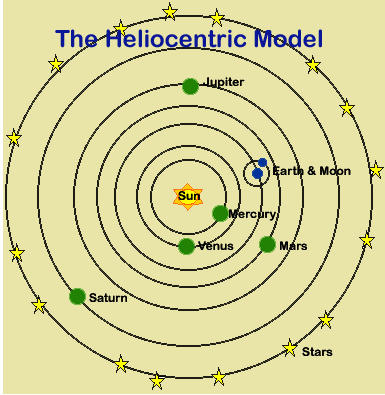 The Heliocentric Model
Jupiter
Earth & Moon
Sun
Mercury
Venus
Mars
Saturn
Stars